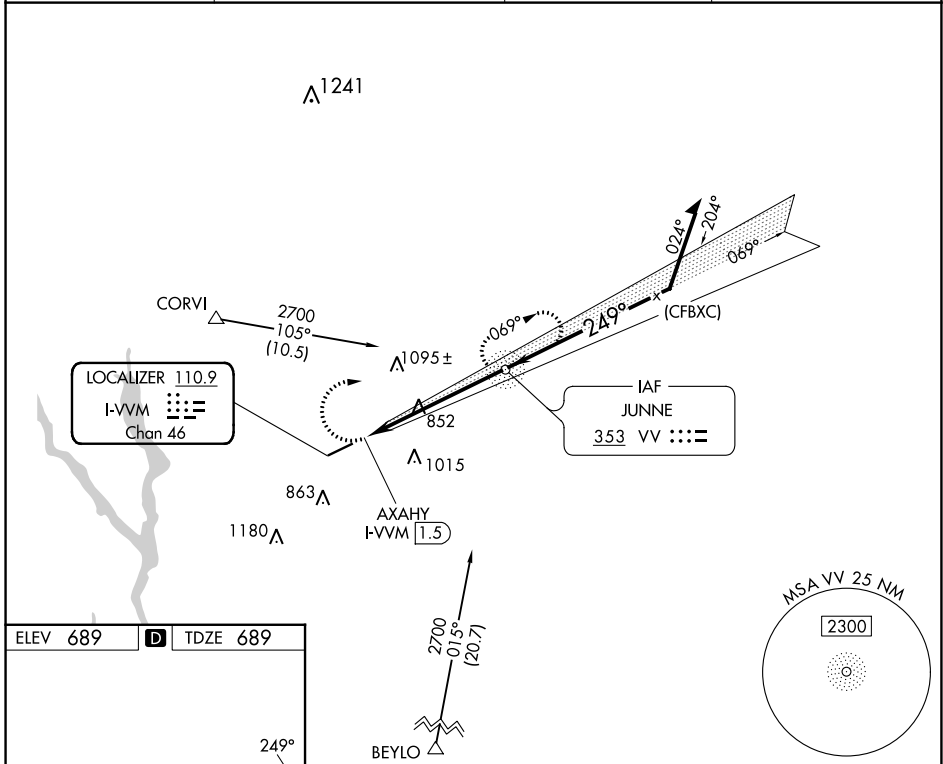 1241
024°
204°
069°
CORVI
2700
105°
(10.5)
069°
249°
(CFBXC)
1095±
LOCALIZER 110.9
I-VVM
Chan 46
852
IAF
JUNNE
353 VV
1015
863
AXAHY
I-VVM 1.5
1180
MSA VV 25 NM
2300
2700
015°
(20.7)
BEYLO
ELEV 689 D TDZE 689
249°